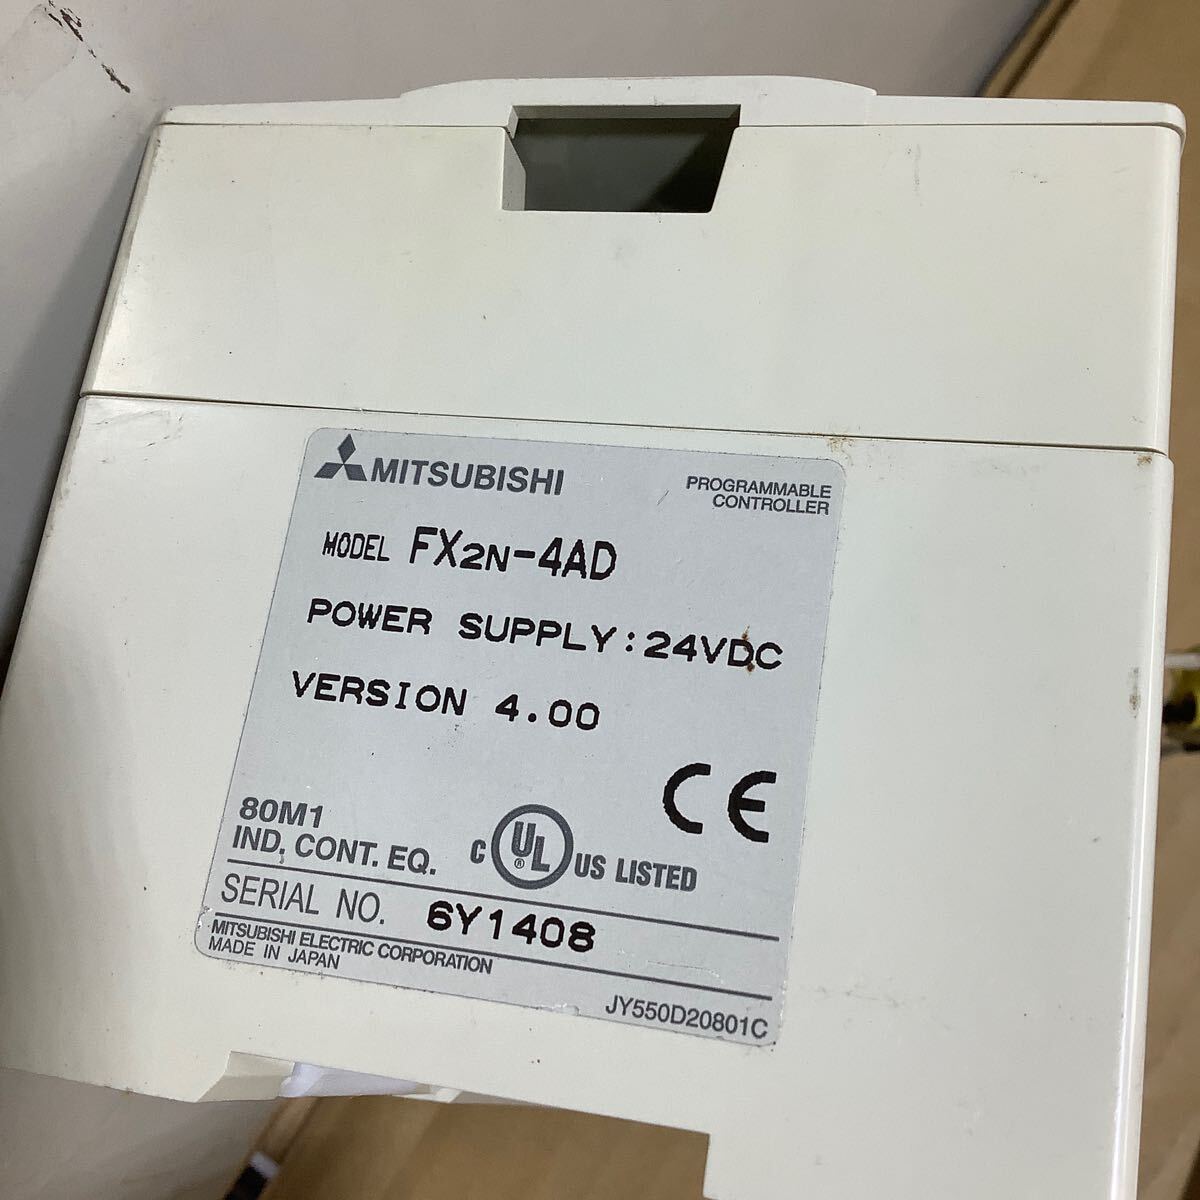 MITSUBISHI
PROGRAMMABLE
CONTROLLER
MODEL FX2N-4AD
POWER SUPPLY:24VDC
VERSION 4.00
CE
80M1
IND. CONT. EQ.
C UL® US LISTED
SERIAL NO. 6Y1408
MITSUBISHI ELECTRIC CORPORATION
MADE IN JAPAN
JY550D20801C